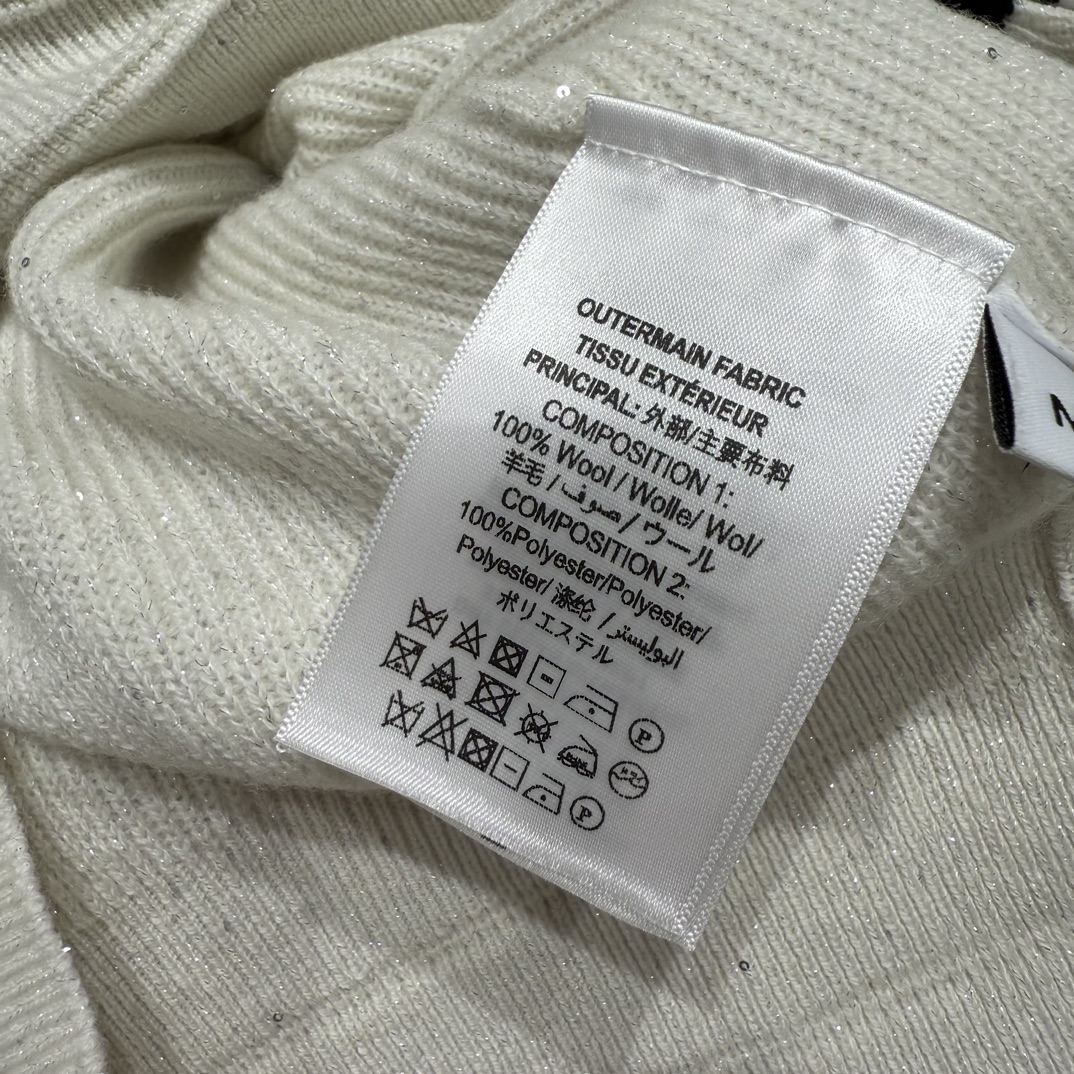 OUTERMAIN FABRIC
TISSU EXTÉRIEUR
PRINCIPAL: 外部/主要布料
COMPOSITION 1:
100% Wool / Wolle/ Wol/
羊毛 / صوف / ウール
COMPOSITION 2:
100%Polyester/Polyester/
Polyester/ 涤纶 / البوليستر/
ポリエステル
P
P